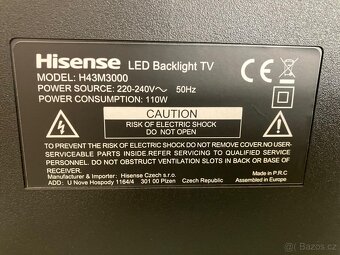 Hisense LED Backlight TV
MODEL: H43M3000
POWER SOURCE: 220-240V~ 50Hz
POWER CONSUMPTION: 110W
CE
CAUTION
RISK OF ELECTRIC SHOCK
DO NOT OPEN
TO PREVENT THE RISK OF ELECTRIC SHOCK DO NOT REMOVE COVER.NO USER-
SERVICEABLE PARTS INSIDE.REFER SERVICING TO QUALIFIED SERVICE
PERSONNEL. DO NOT OBSTRUCT VENTILATION SLOTS IN BACK OR BOTTOM OF
RECEIVER.
Manufacturer & Importer: Hisense Czech s.r.o.
ADD : U Nove Hospody 1164/4 301 00 Plzen Czech Republic
Made in P.R.C
Assembled in Europe
Sbazar.cz